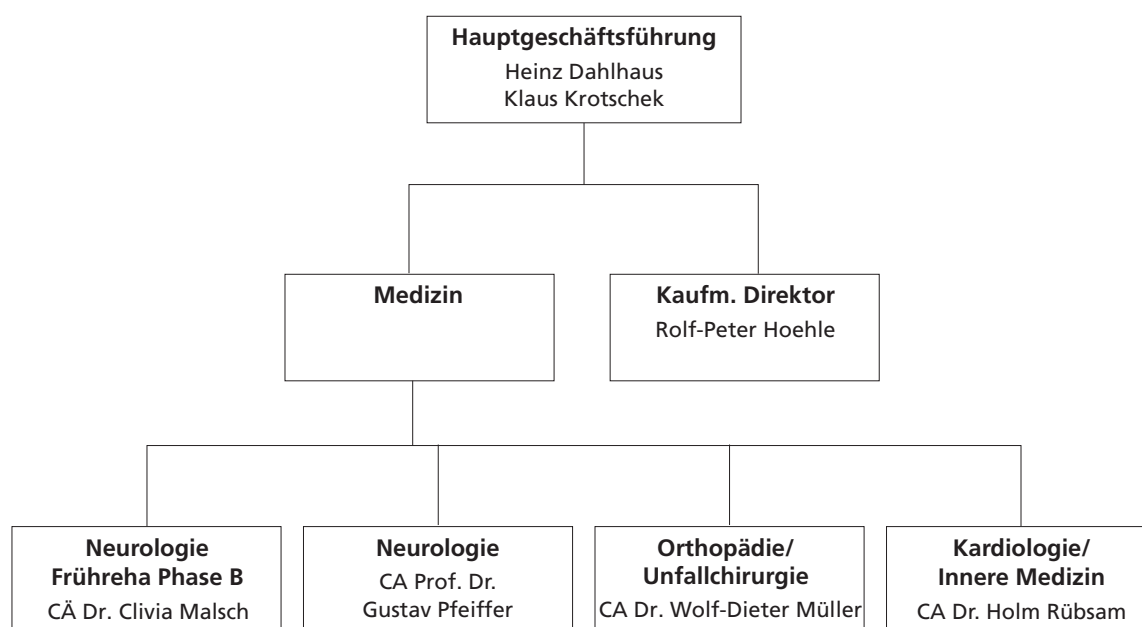 Hauptgeschäftsführung
Heinz Dahlhaus
Klaus Krotschek
Medizin
Kaufm. Direktor
Rolf-Peter Hoehle
Neurologie
Frühreha Phase B
CÄ Dr. Clivia Malsch
Neurologie
CA Prof. Dr.
Gustav Pfeiffer
Orthopädie/
Unfallchirurgie
CA Dr. Wolf-Dieter Müller
Kardiologie/
Innere Medizin
CA Dr. Holm Rübsam